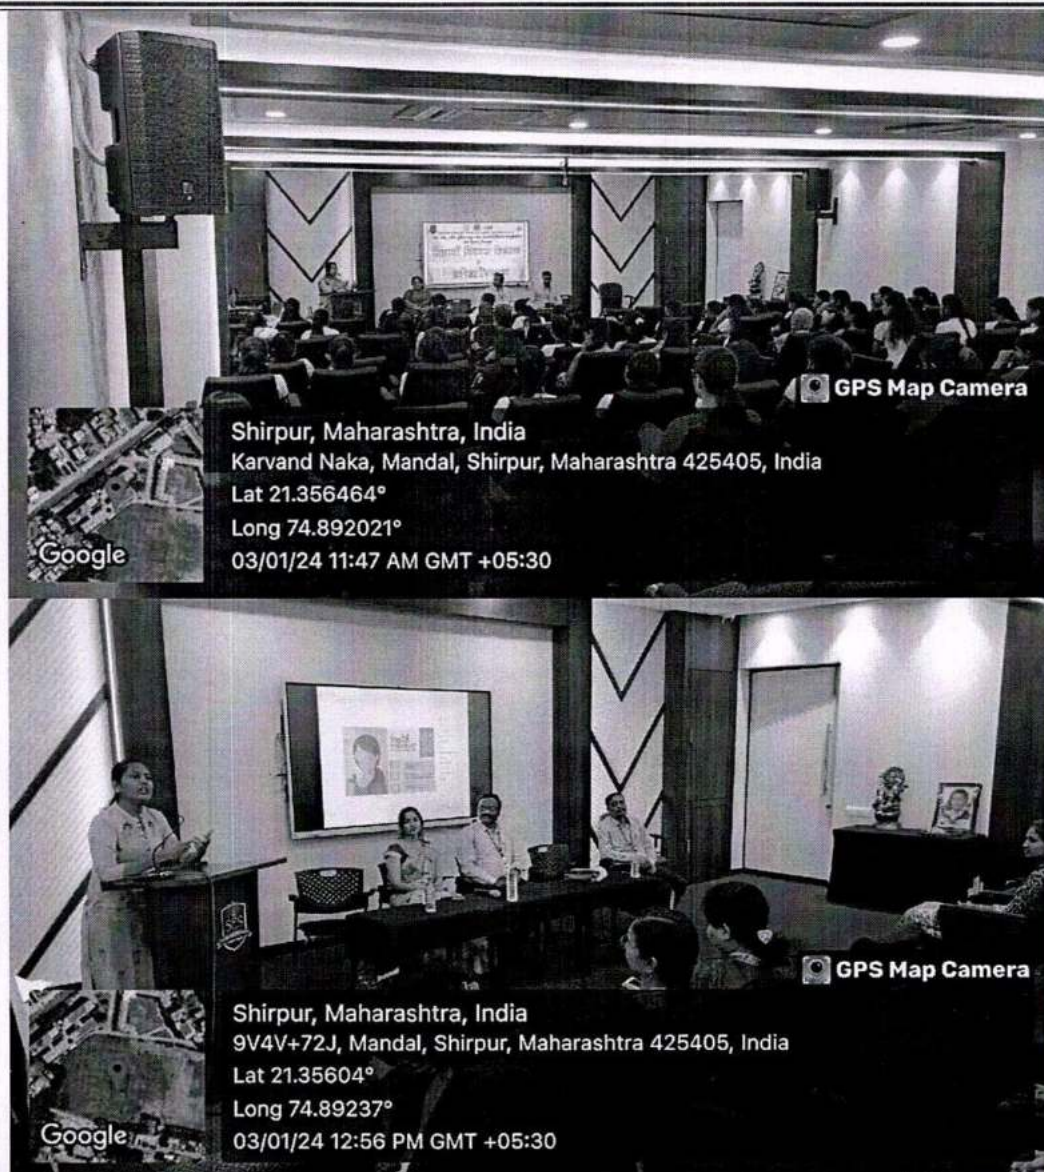 GPS Map Camera
Shirpur, Maharashtra, India
Karvand Naka, Mandal, Shirpur, Maharashtra 425405, India
Lat 21.356464°
Long 74.892021°
03/01/24 11:47 AM GMT +05:30
Google
GPS Map Camera
Shirpur, Maharashtra, India
9V4V+72J, Mandal, Shirpur, Maharashtra 425405, India
Lat 21.35604°
Long 74.89237°
03/01/24 12:56 PM GMT +05:30
Google